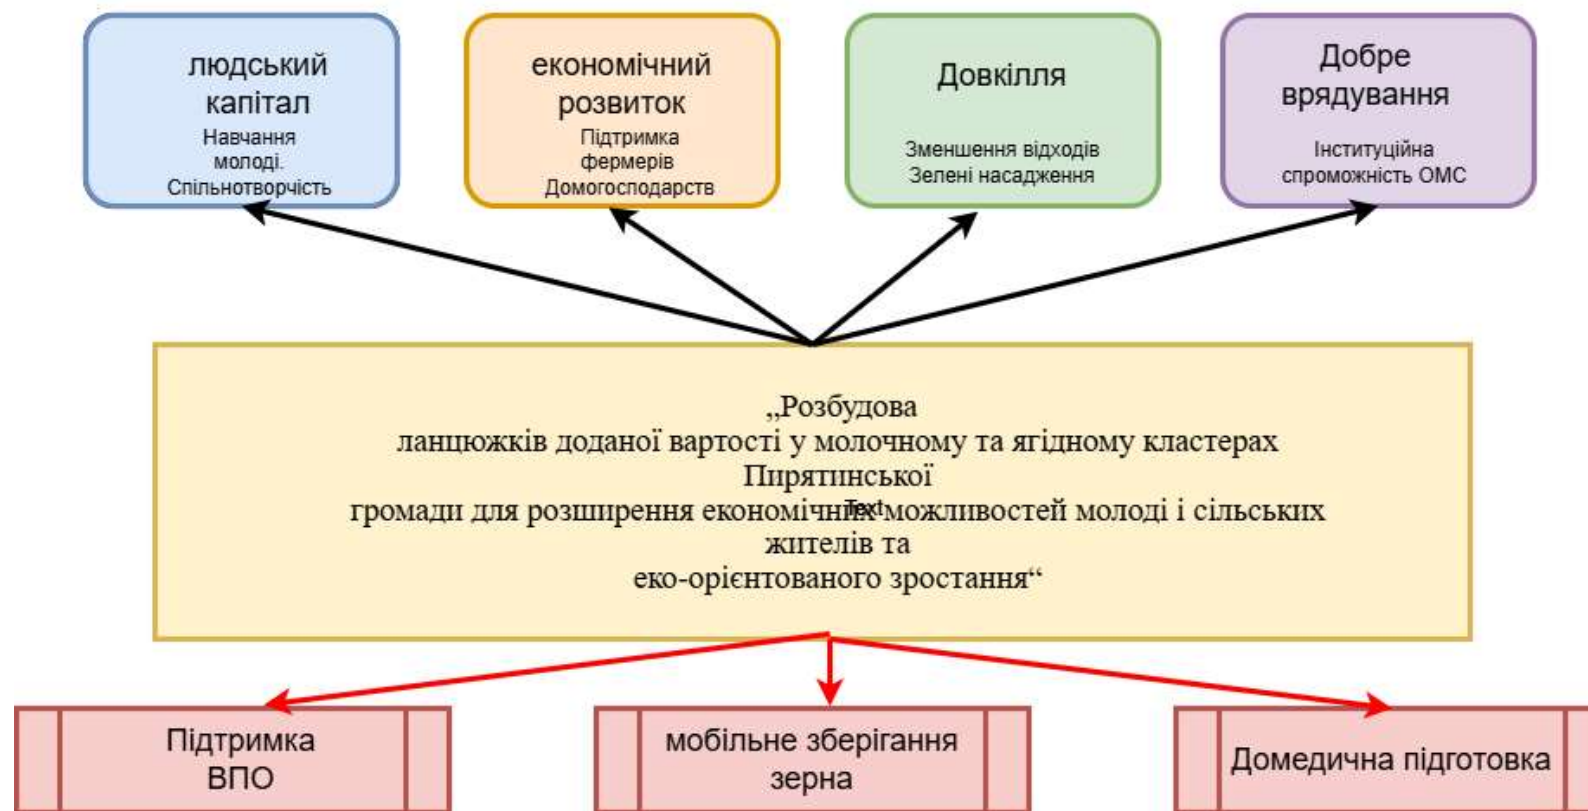 людський
капітал
Навчання
молоді.
Спільнотворчість
економічний
розвиток
Підтримка
фермерів
Домогосподарств
Довкілля
Зменшення відходів
Зелені насадження
Добре
врядування
Інституційна
спроможність ОМС
„Розбудова
ланцюжків доданої вартості у молочному та ягідному кластерах
Пирятинської
громади для розширення економічних можливостей молоді і сільських
Text
жителів та
еко-орієнтованого зростання“
Підтримка
ВПО
мобільне зберігання
зерна
Домедична підготовка